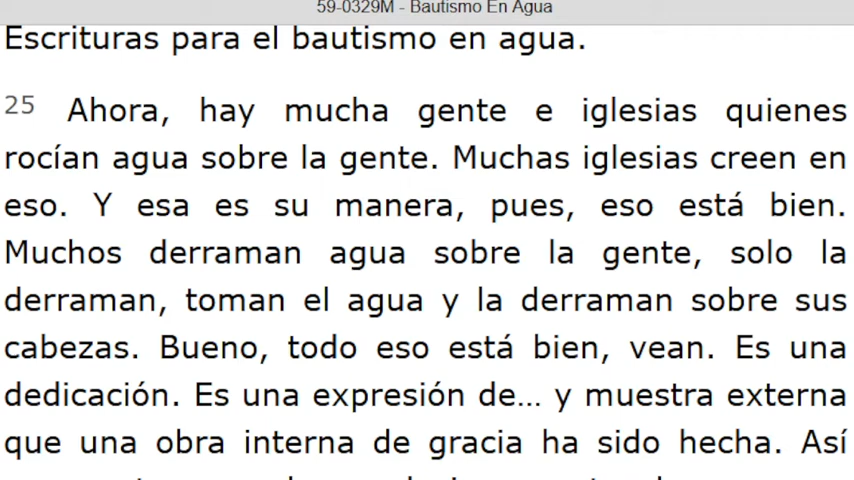 59-0329M - Bautismo En Agua
Escrituras para el bautismo en agua.
25 Ahora, hay mucha gente e iglesias quienes
rocían agua sobre la gente. Muchas iglesias creen en
eso. Y esa es su manera, pues, eso está bien.
Muchos derraman agua sobre la gente, solo la
derraman, toman el agua y la derraman sobre sus
cabezas. Bueno, todo eso está bien, vean. Es una
dedicación. Es una expresión de... y muestra externa
que una obra interna de gracia ha sido hecha. Así